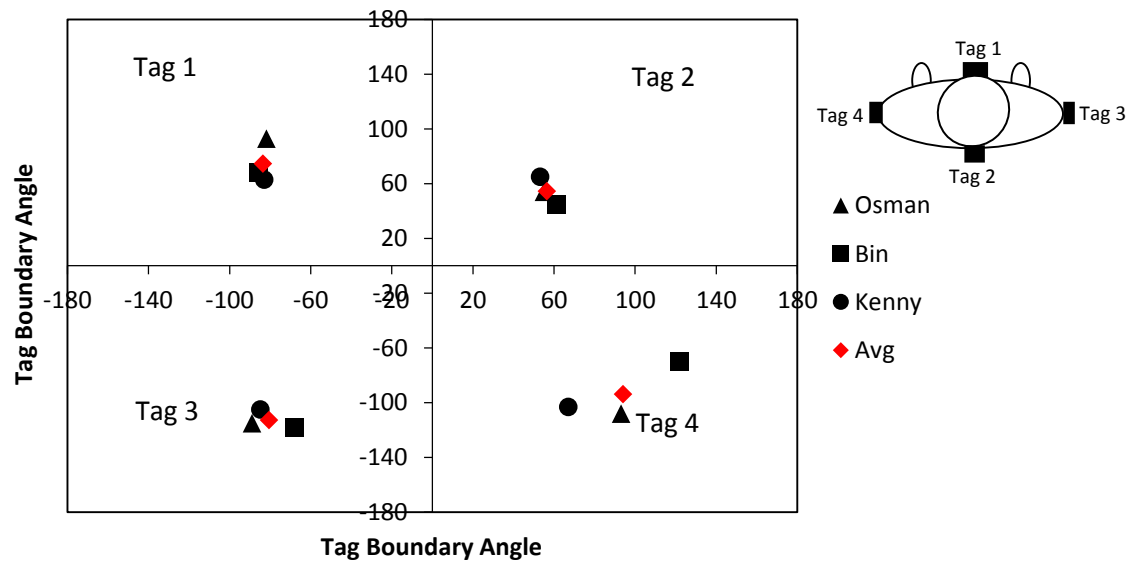 180
140
100
60
20
-20
-60
-100
-140
-180
-180 -140 -100 -60 -20 20 60 100 140 180
Tag Boundary Angle
Tag Boundary Angle
Tag 1
Tag 2
Tag 3
Tag 4
Tag 1
Tag 4
Tag 3
Tag 2
Osman
Bin
Kenny
Avg